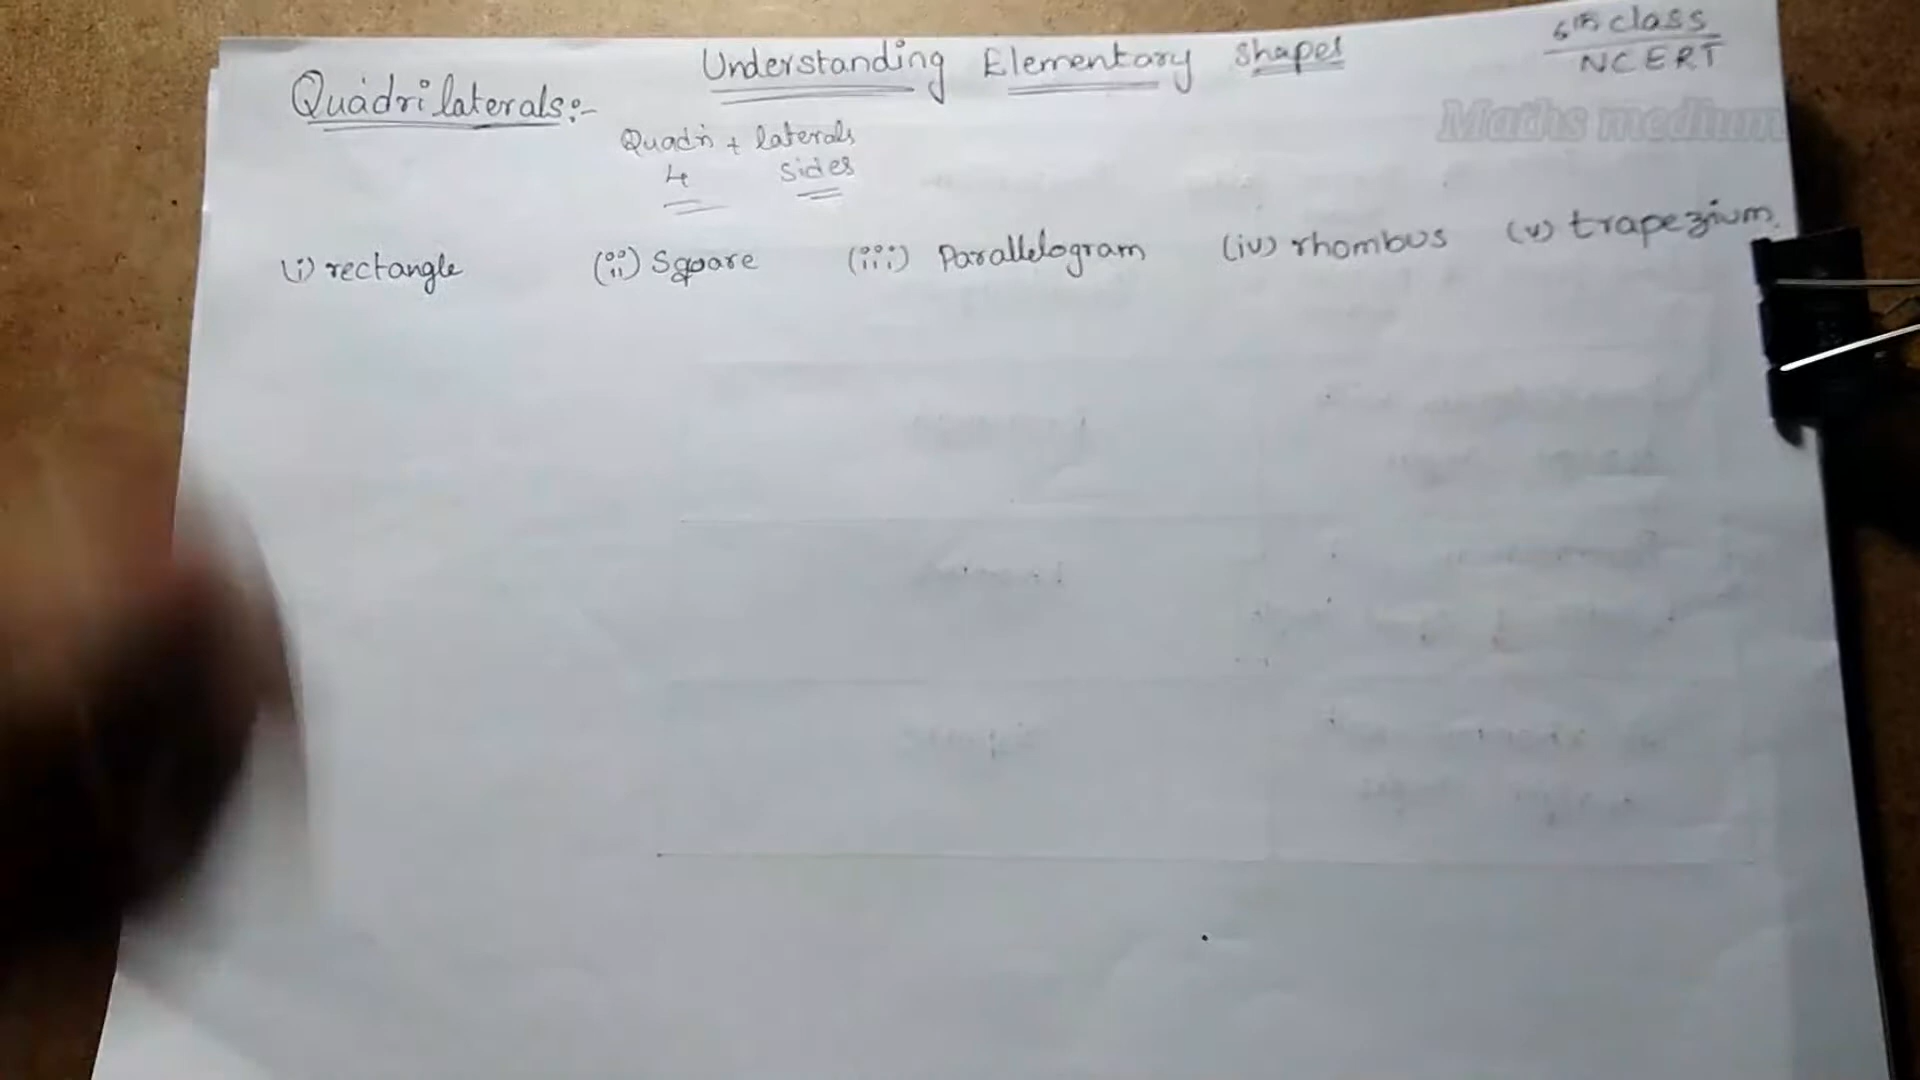 6th class
Understanding Elementary Shapes
NCERT
Quadrilaterals:-
Maths medium
Quadri + laterals
4 sides
(i) rectangle (ii) Square (iii) Parallelogram (iv) rhombus (v) trapezium.